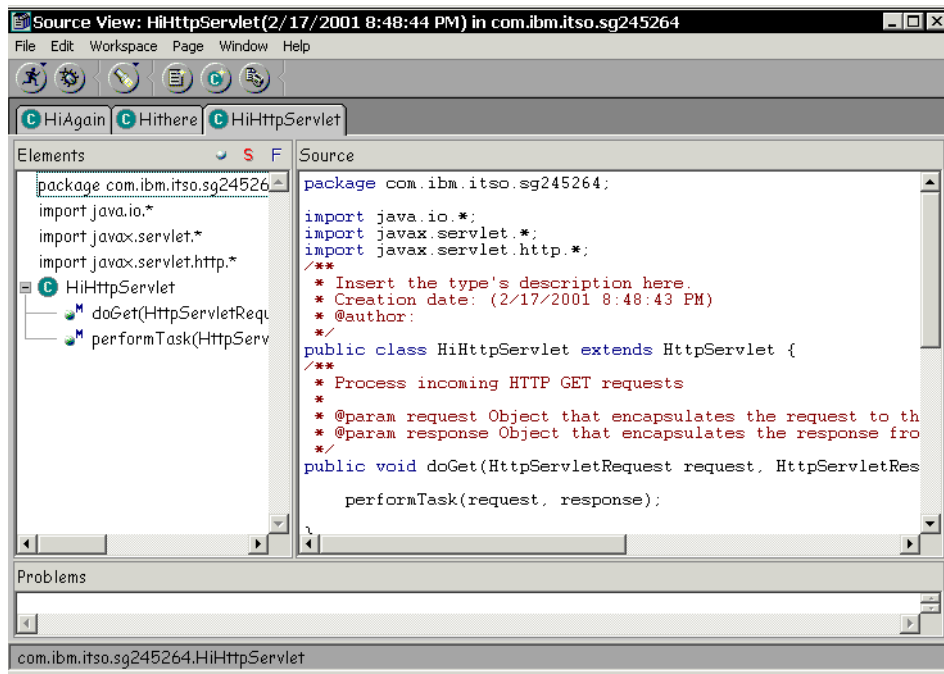 Source View: HiHttpServlet(2/17/2001 8:48:44 PM) in com.ibm.itso.sg245264
File Edit Workspace Page Window Help
HiAgain Hithere HiHttpServlet
Elements S F
package com.ibm.itso.sg24526
import java.io.*
import javax.servlet.*
import javax.servlet.http.*
C HiHttpServlet
M doGet(HttpServletRequ
M performTask(HttpServ
Source
package com.ibm.itso.sg245264;
import java.io.*;
import javax.servlet.*;
import javax.servlet.http.*;
/**
* Insert the type's description here.
* Creation date: (2/17/2001 8:48:43 PM)
* @author:
*/
public class HiHttpServlet extends HttpServlet {
/**
* Process incoming HTTP GET requests
*
* @param request Object that encapsulates the request to th
* @param response Object that encapsulates the response fro
*/
public void doGet(HttpServletRequest request, HttpServletRes
performTask(request, response);
}
Problems
com.ibm.itso.sg245264.HiHttpServlet